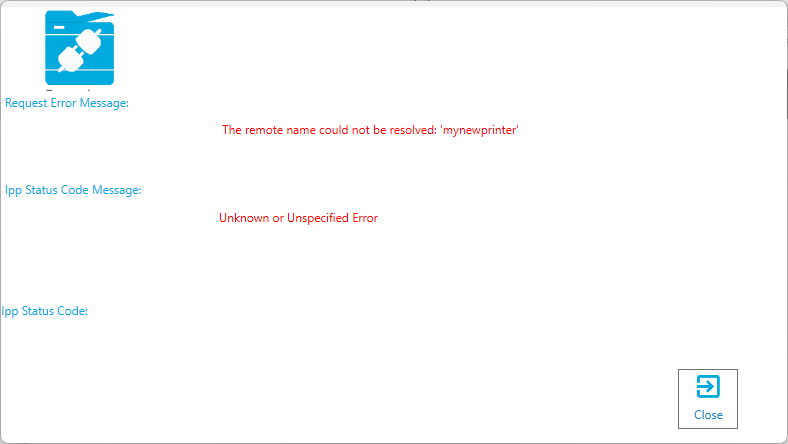 Request Error Message:
The remote name could not be resolved: 'mynewprinter'
Ipp Status Code Message:
Unknown or Unspecified Error
Ipp Status Code:
Close